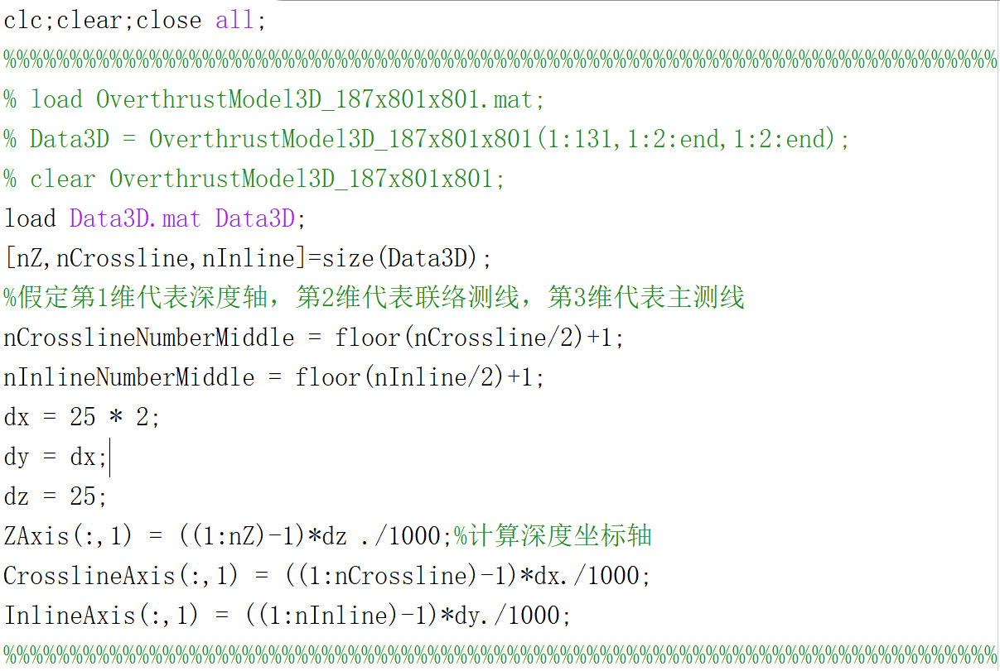 clc;clear;close all;
%%%%%%%%%%%%%%%%%%%%%%%%%%%%%%%%%%%%%%%%%%%%%%%%%%%%%%%%%%%%%%%%%%%%%%%%%%%%%
% load OverthrustModel3D_187x801x801.mat;
% Data3D = OverthrustModel3D_187x801x801(1:131,1:2:end,1:2:end);
% clear OverthrustModel3D_187x801x801;
load Data3D.mat Data3D;
[nZ,nCrossline,nInline]=size(Data3D);
%假定第1维代表深度轴，第2维代表联络测线，第3维代表主测线
nCrosslineNumberMiddle = floor(nCrossline/2)+1;
nInlineNumberMiddle = floor(nInline/2)+1;
dx = 25 * 2;
dy = dx;
dz = 25;
ZAxis(:,1) = ((1:nZ)-1)*dz ./1000;%计算深度坐标轴
CrosslineAxis(:,1) = ((1:nCrossline)-1)*dx./1000;
InlineAxis(:,1) = ((1:nInline)-1)*dy./1000;
%%%%%%%%%%%%%%%%%%%%%%%%%%%%%%%%%%%%%%%%%%%%%%%%%%%%%%%%%%%%%%%%%%%%%%%%%%%%%